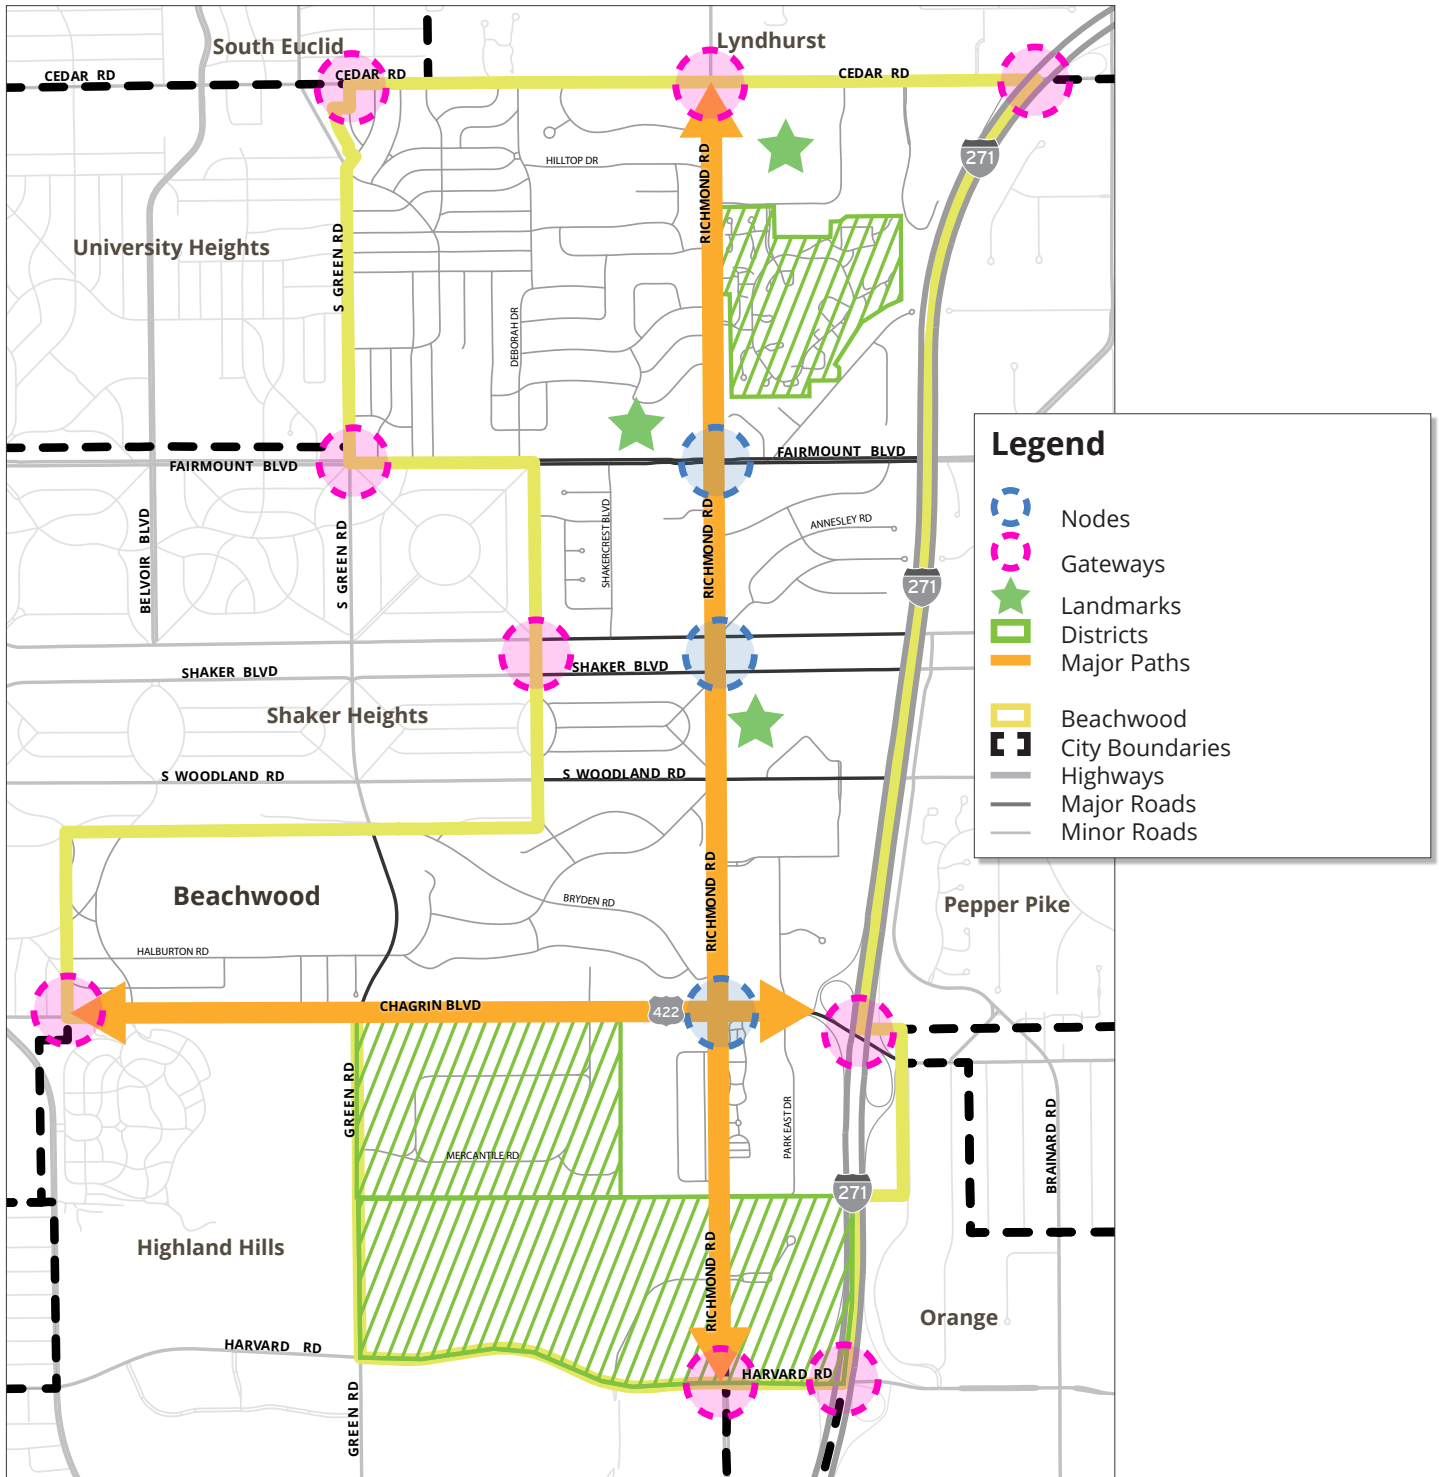 South Euclid
Lyndhurst
CEDAR RD
CEDAR RD
CEDAR RD
271
HILLTOP DR
RICHMOND RD
University Heights
S GREEN RD
DEBORAH DR
FAIRMOUNT BLVD
FAIRMOUNT BLVD
Legend
Nodes
Gateways
Landmarks
Districts
Major Paths
Beachwood
City Boundaries
Highways
Major Roads
Minor Roads
BELVOIR BLVD
S GREEN RD
SHAKERCREST BLVD
RICHMOND RD
ANNESLEY RD
271
SHAKER BLVD
SHAKER BLVD
Shaker Heights
S WOODLAND RD
S WOODLAND RD
Beachwood
BRYDEN RD
RICHMOND RD
Pepper Pike
HALBURTON RD
CHAGRIN BLVD
422
GREEN RD
MERCANTILE RD
PARK EAST DR
BRAINARD RD
271
Highland Hills
RICHMOND RD
Orange
HARVARD RD
HARVARD RD
GREEN RD